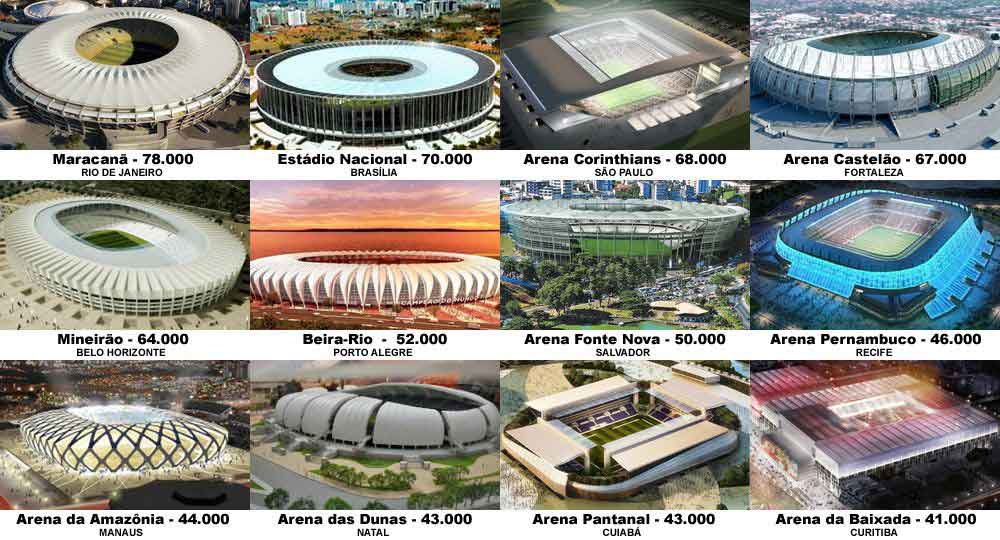 Maracanã - 78.000
RIO DE JANEIRO
Estádio Nacional - 70.000
BRASÍLIA
Arena Corinthians - 68.000
SÃO PAULO
Arena Castelão - 67.000
FORTALEZA
Mineirão - 64.000
BELO HORIZONTE
Beira-Rio - 52.000
PORTO ALEGRE
Arena Fonte Nova - 50.000
SALVADOR
Arena Pernambuco - 46.000
RECIFE
Arena da Amazônia - 44.000
MANAUS
Arena das Dunas - 43.000
NATAL
Arena Pantanal - 43.000
CUIABÁ
Arena da Baixada - 41.000
CURITIBA